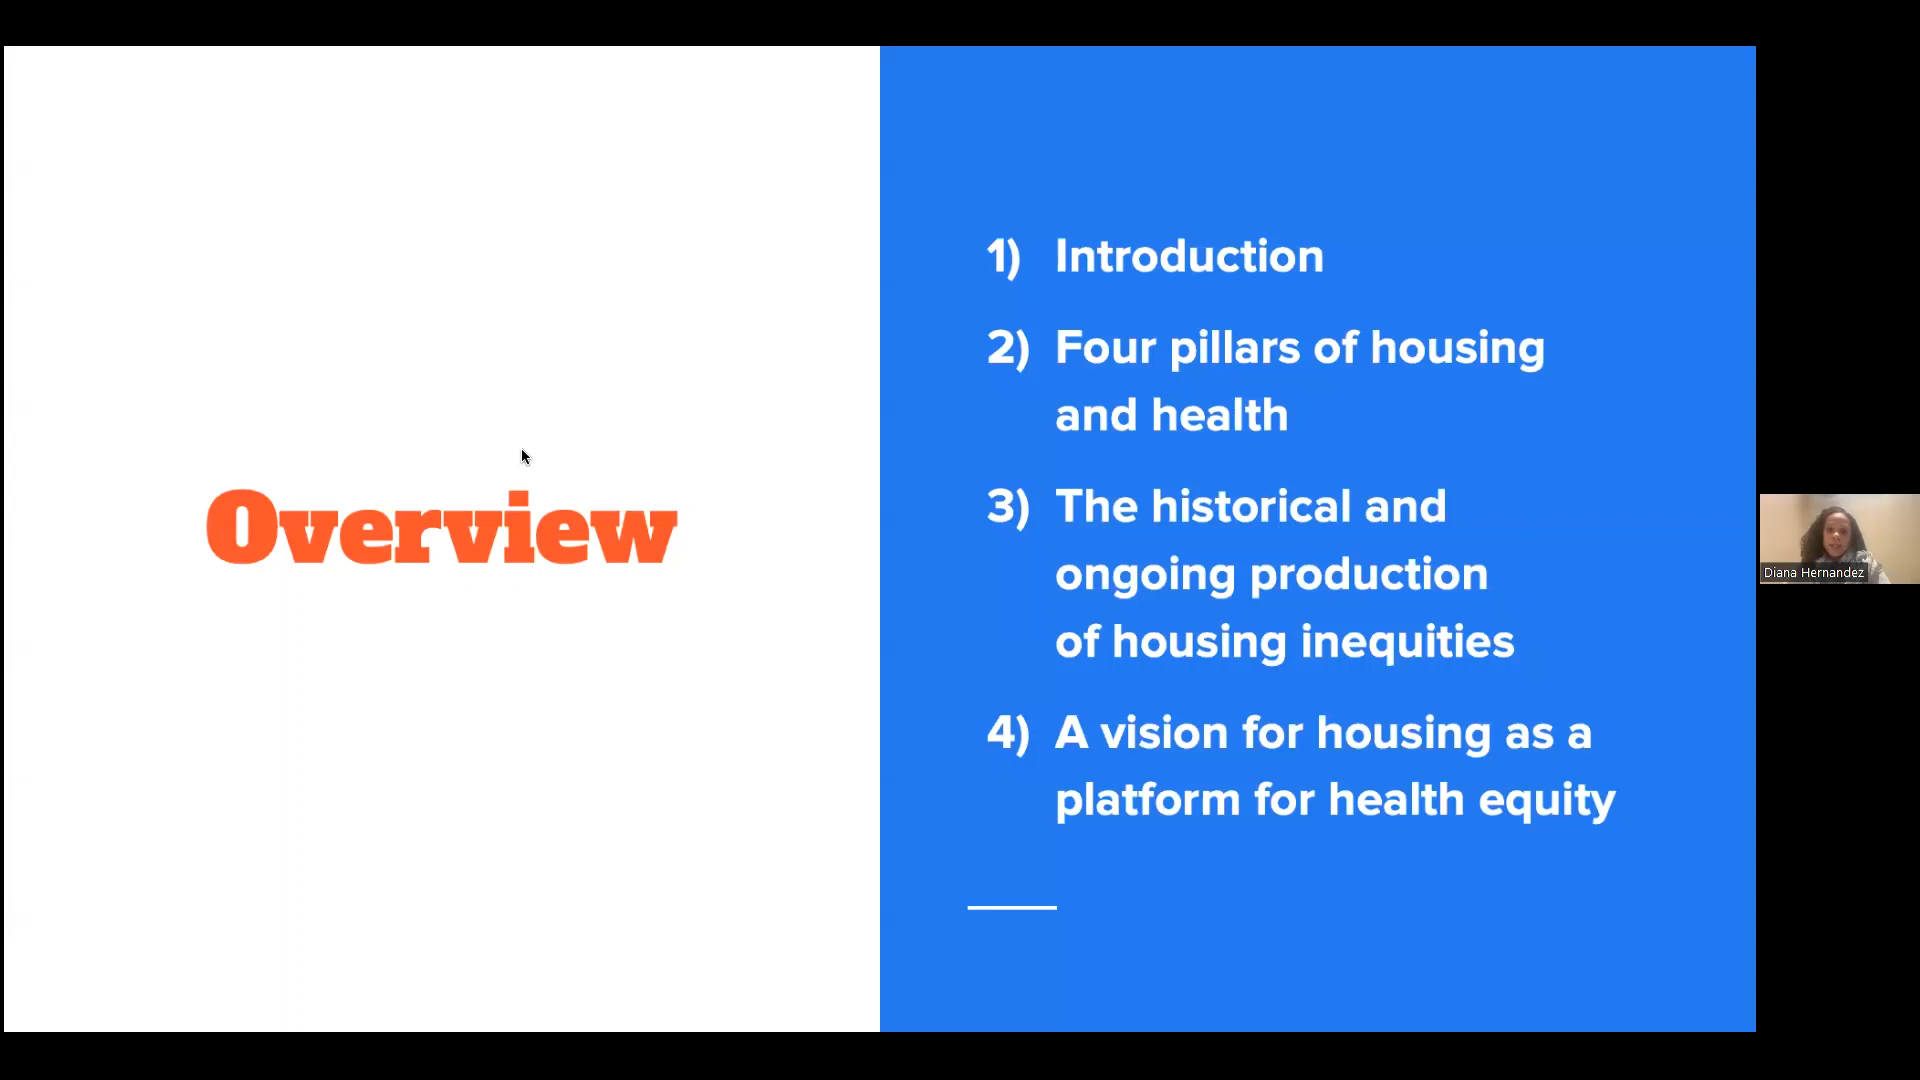 Overview
1) Introduction
2) Four pillars of housing
and health
3) The historical and
ongoing production
of housing inequities
4) A vision for housing as a
platform for health equity
Diana Hernandez